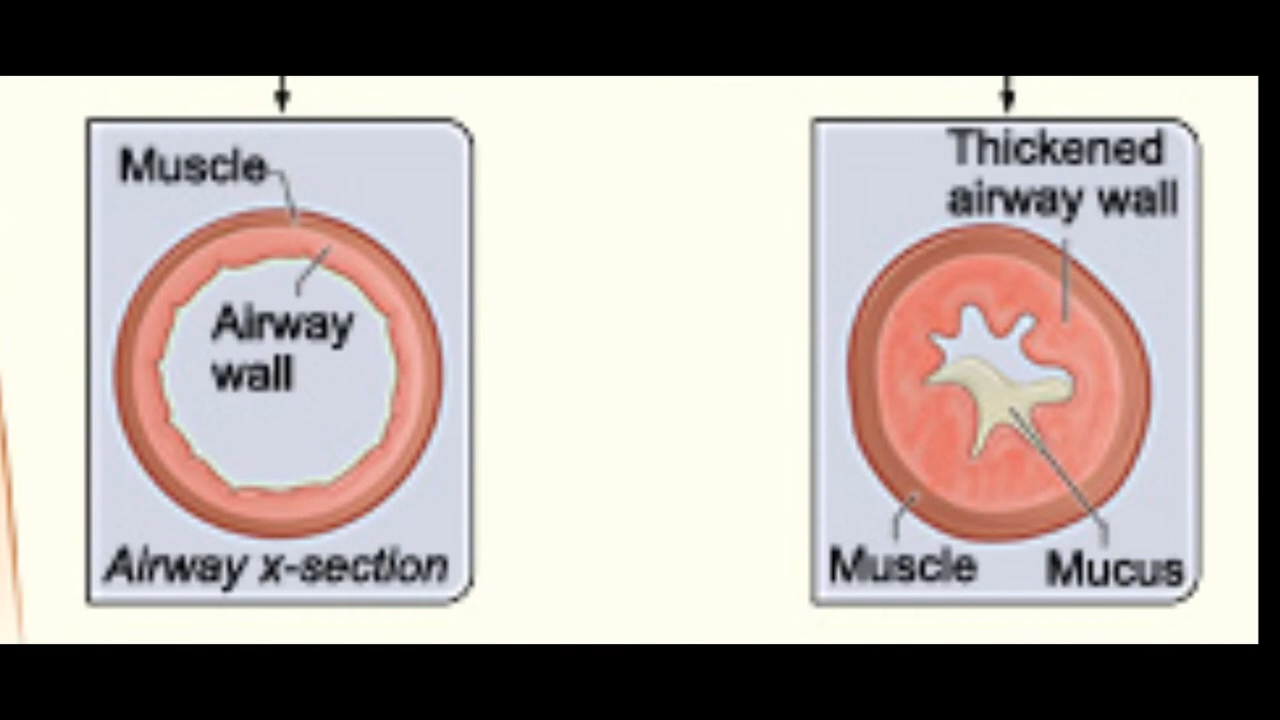 Muscle
Airway
wall
Airway x-section
Thickened
airway wall
Muscle
Mucus